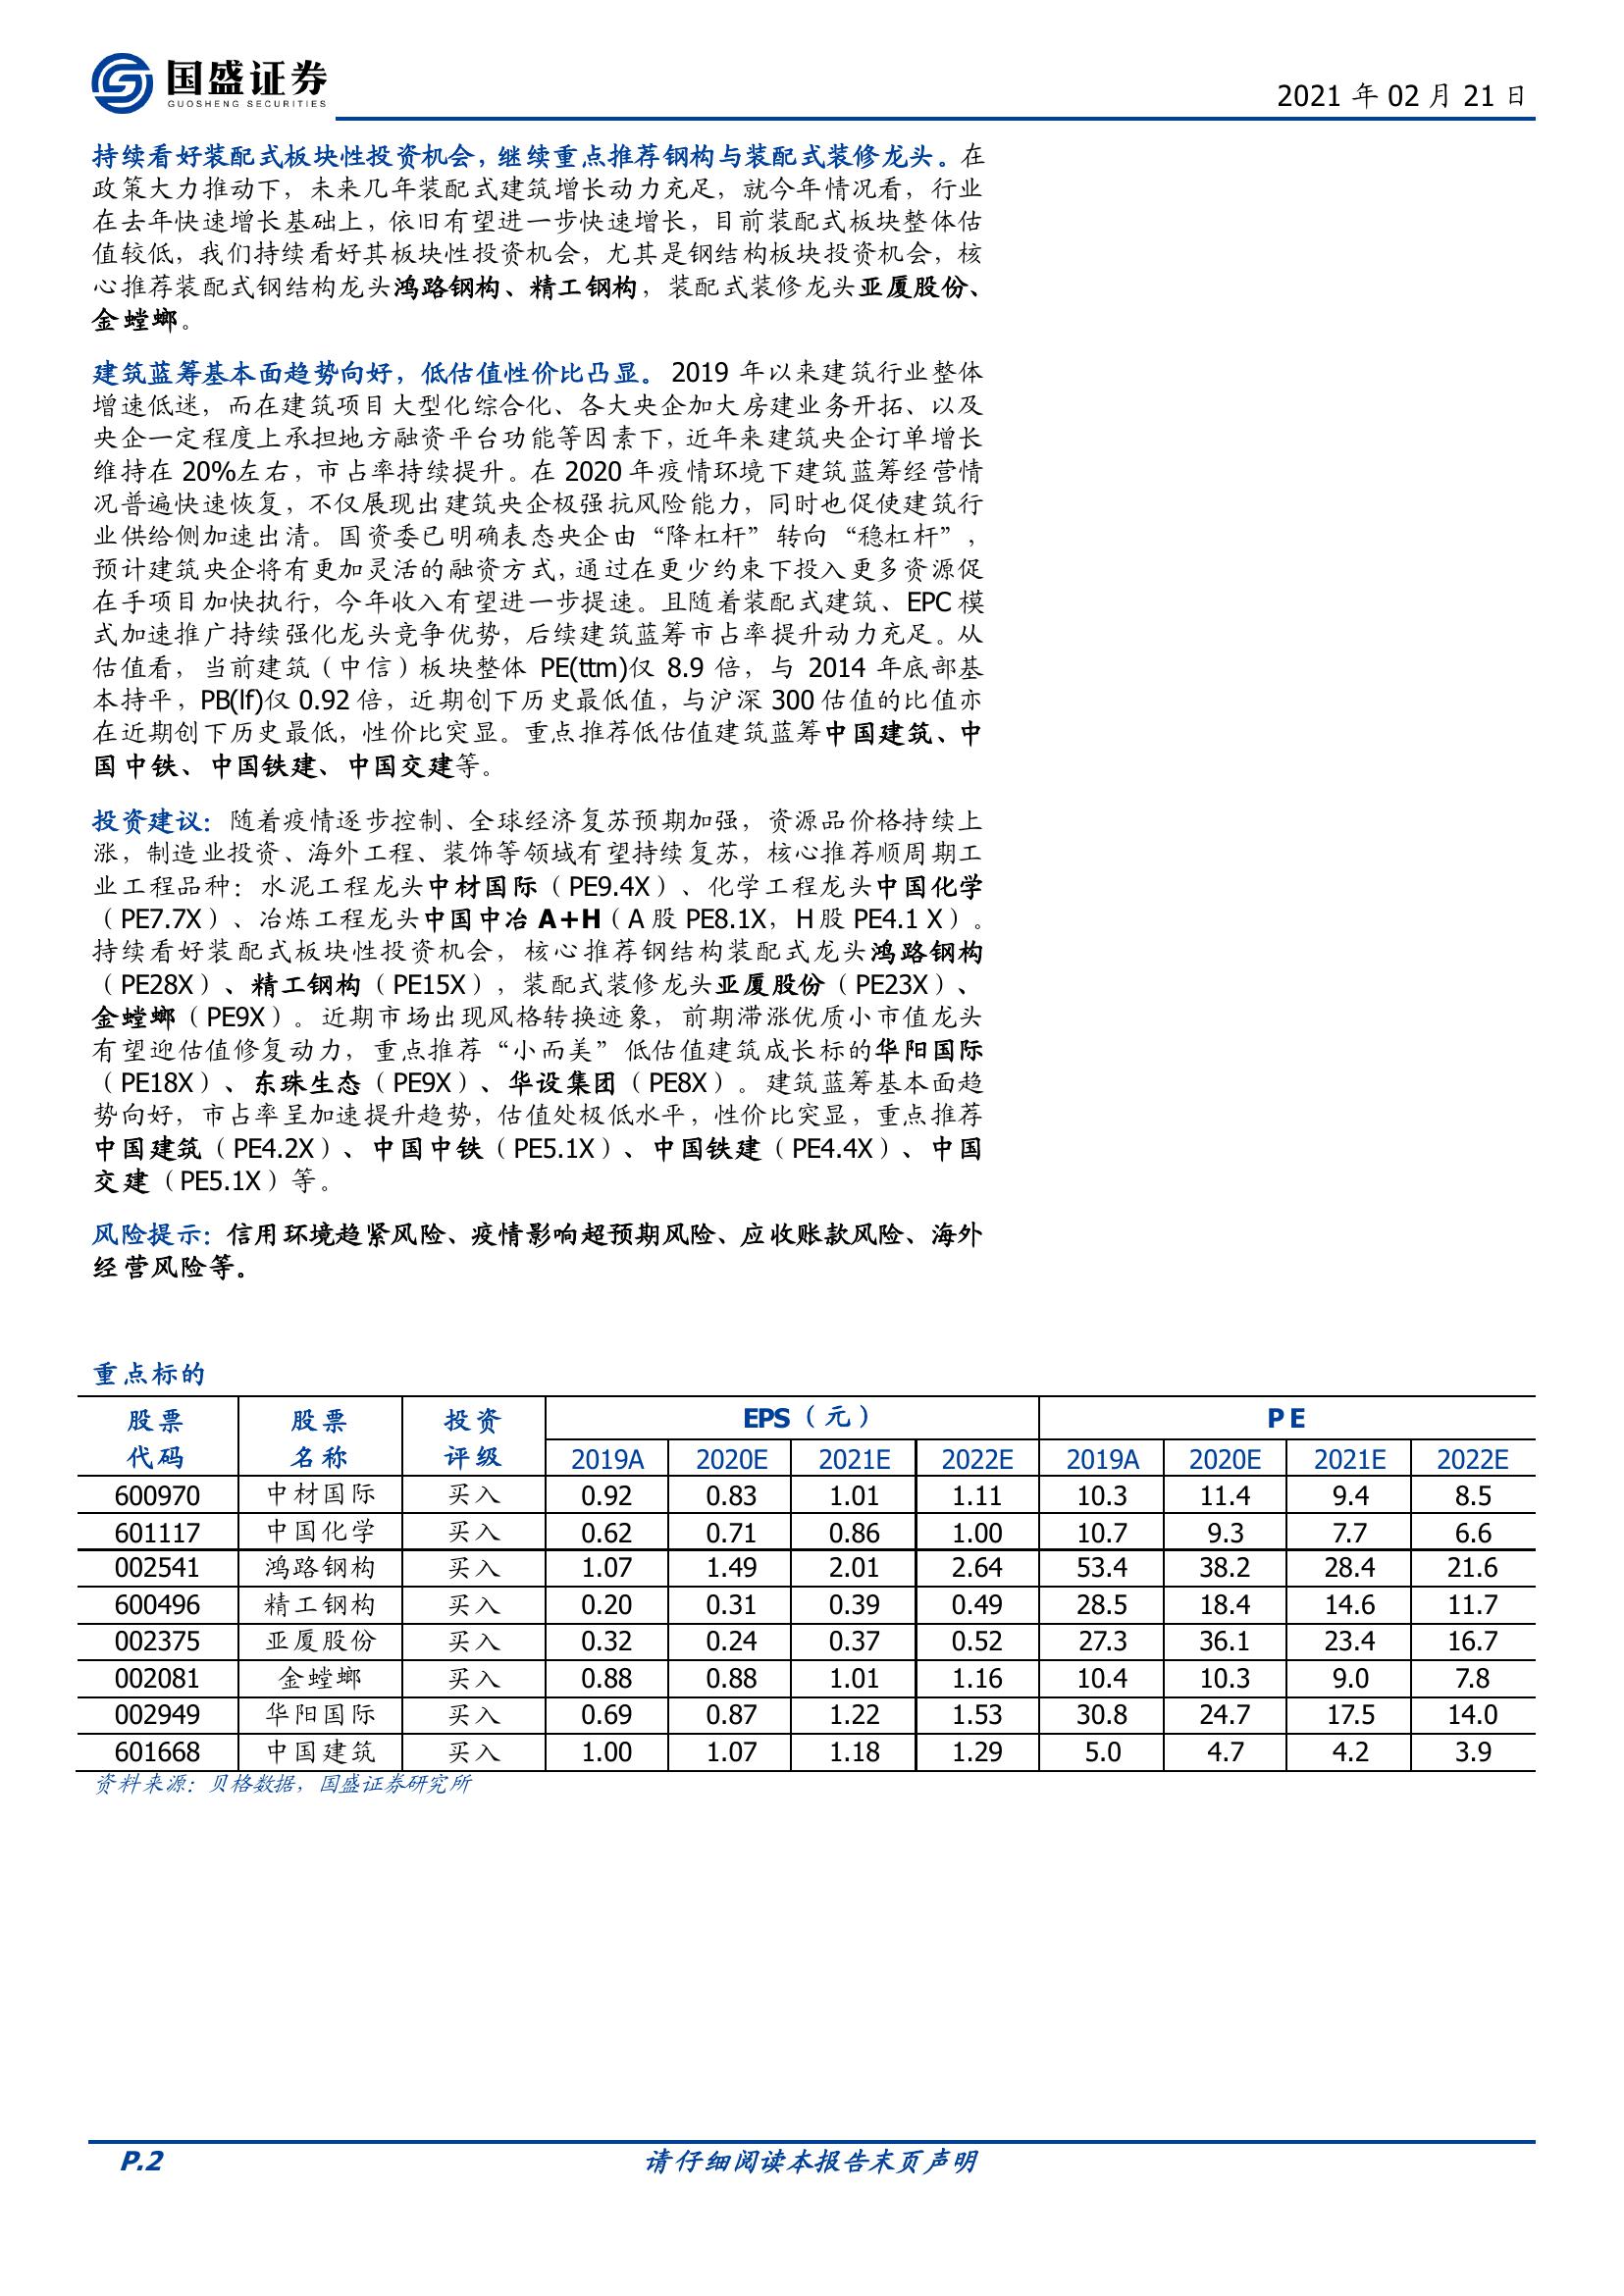 国盛证券
GUOSHENG SECURITIES
2021 年 02 月 21 日
持续看好装配式板块性投资机会，继续重点推荐钢构与装配式装修龙头。在
政策大力推动下，未来几年装配式建筑增长动力充足，就今年情况看，行业
在去年快速增长基础上，依旧有望进一步快速增长，目前装配式板块整体估
值较低，我们持续看好其板块性投资机会，尤其是钢结构板块投资机会，核
心推荐装配式钢结构龙头鸿路钢构、精工钢构，装配式装修龙头亚厦股份、
金螳螂。
建筑蓝筹基本面趋势向好，低估值性价比凸显。2019 年以来建筑行业整体
增速低迷，而在建筑项目大型化综合化、各大央企加大房建业务开拓、以及
央企一定程度上承担地方融资平台功能等因素下，近年来建筑央企订单增长
维持在 20%左右，市占率持续提升。在 2020 年疫情环境下建筑蓝筹经营情
况普遍快速恢复，不仅展现出建筑央企极强抗风险能力，同时也促使建筑行
业供给侧加速出清。国资委已明确表态央企由“降杠杆”转向“稳杠杆”，
预计建筑央企将有更加灵活的融资方式，通过在更少约束下投入更多资源促
在手项目加快执行，今年收入有望进一步提速。且随着装配式建筑、EPC 模
式加速推广持续强化龙头竞争优势，后续建筑蓝筹市占率提升动力充足。从
估值看，当前建筑（中信）板块整体 PE(ttm)仅 8.9 倍，与 2014 年底部基
本持平，PB(lf)仅 0.92 倍，近期创下历史最低值，与沪深 300 估值的比值亦
在近期创下历史最低，性价比突显。重点推荐低估值建筑蓝筹中国建筑、中
国中铁、中国铁建、中国交建等。
投资建议：随着疫情逐步控制、全球经济复苏预期加强，资源品价格持续上
涨，制造业投资、海外工程、装饰等领域有望持续复苏，核心推荐顺周期工
业工程品种：水泥工程龙头中材国际（PE9.4X）、化学工程龙头中国化学
（PE7.7X）、冶炼工程龙头中国中冶 A+H（A 股 PE8.1X，H 股 PE4.1 X）。
持续看好装配式板块性投资机会，核心推荐钢结构装配式龙头鸿路钢构
（PE28X）、精工钢构（PE15X），装配式装修龙头亚厦股份（PE23X）、
金螳螂（PE9X）。近期市场出现风格转换迹象，前期滞涨优质小市值龙头
有望迎估值修复动力，重点推荐“小而美”低估值建筑成长标的华阳国际
（PE18X）、东珠生态（PE9X）、华设集团（PE8X）。建筑蓝筹基本面趋
势向好，市占率呈加速提升趋势，估值处极低水平，性价比突显，重点推荐
中国建筑（PE4.2X）、中国中铁（PE5.1X）、中国铁建（PE4.4X）、中国
交建（PE5.1X）等。
风险提示：信用环境趋紧风险、疫情影响超预期风险、应收账款风险、海外
经营风险等。
重点标的
股票 股票 投资 EPS（元） PE
代码 名称 评级 2019A 2020E 2021E 2022E 2019A 2020E 2021E 2022E
600970 中材国际 买入 0.92 0.83 1.01 1.11 10.3 11.4 9.4 8.5
601117 中国化学 买入 0.62 0.71 0.86 1.00 10.7 9.3 7.7 6.6
002541 鸿路钢构 买入 1.07 1.49 2.01 2.64 53.4 38.2 28.4 21.6
600496 精工钢构 买入 0.20 0.31 0.39 0.49 28.5 18.4 14.6 11.7
002375 亚厦股份 买入 0.32 0.24 0.37 0.52 27.3 36.1 23.4 16.7
002081 金螳螂 买入 0.88 0.88 1.01 1.16 10.4 10.3 9.0 7.8
002949 华阳国际 买入 0.69 0.87 1.22 1.53 30.8 24.7 17.5 14.0
601668 中国建筑 买入 1.00 1.07 1.18 1.29 5.0 4.7 4.2 3.9
资料来源：贝格数据，国盛证券研究所
P.2 请仔细阅读本报告末页声明